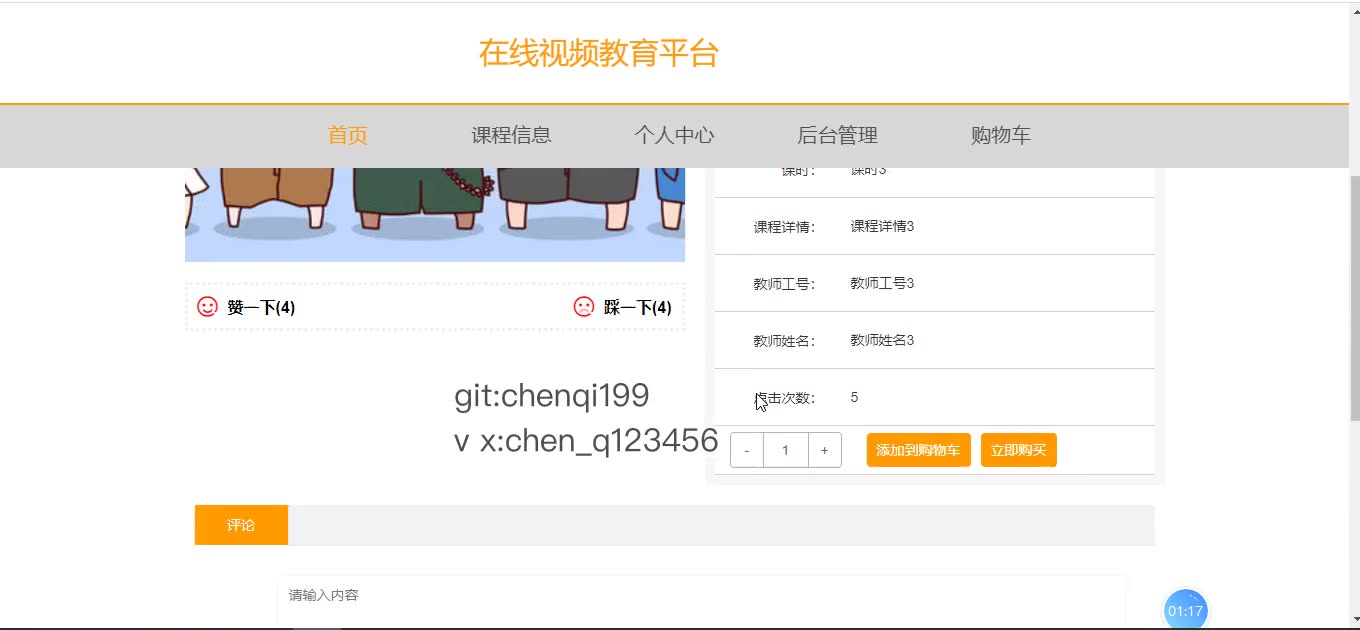 在线视频教育平台
首页 课程信息 个人中心 后台管理 购物车
课时： 课时3
课程详情： 课程详情3
教师工号： 教师工号3
赞一下(4) 踩一下(4)
教师姓名： 教师姓名3
点击次数： 5
git:chenqi199
v x:chen_q123456
- 1 + 添加到购物车 立即购买
评论
请输入内容
01:17